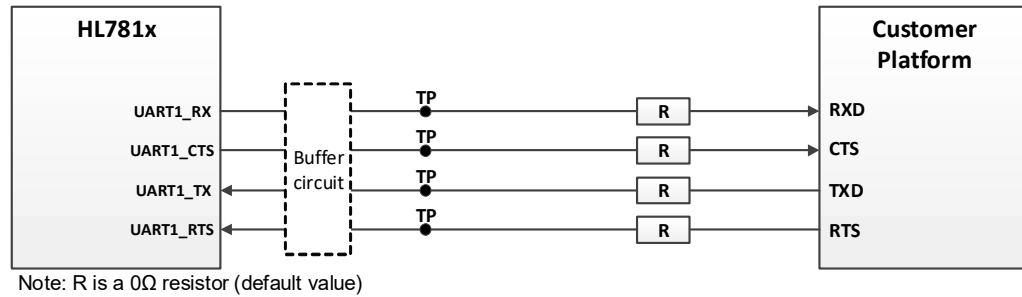 HL781x
Customer
Platform
UART1_RX
TP
R
RXD
UART1_CTS
TP
R
CTS
Buffer
circuit
UART1_TX
TP
R
TXD
UART1_RTS
TP
R
RTS
Note: R is a 0Ω resistor (default value)